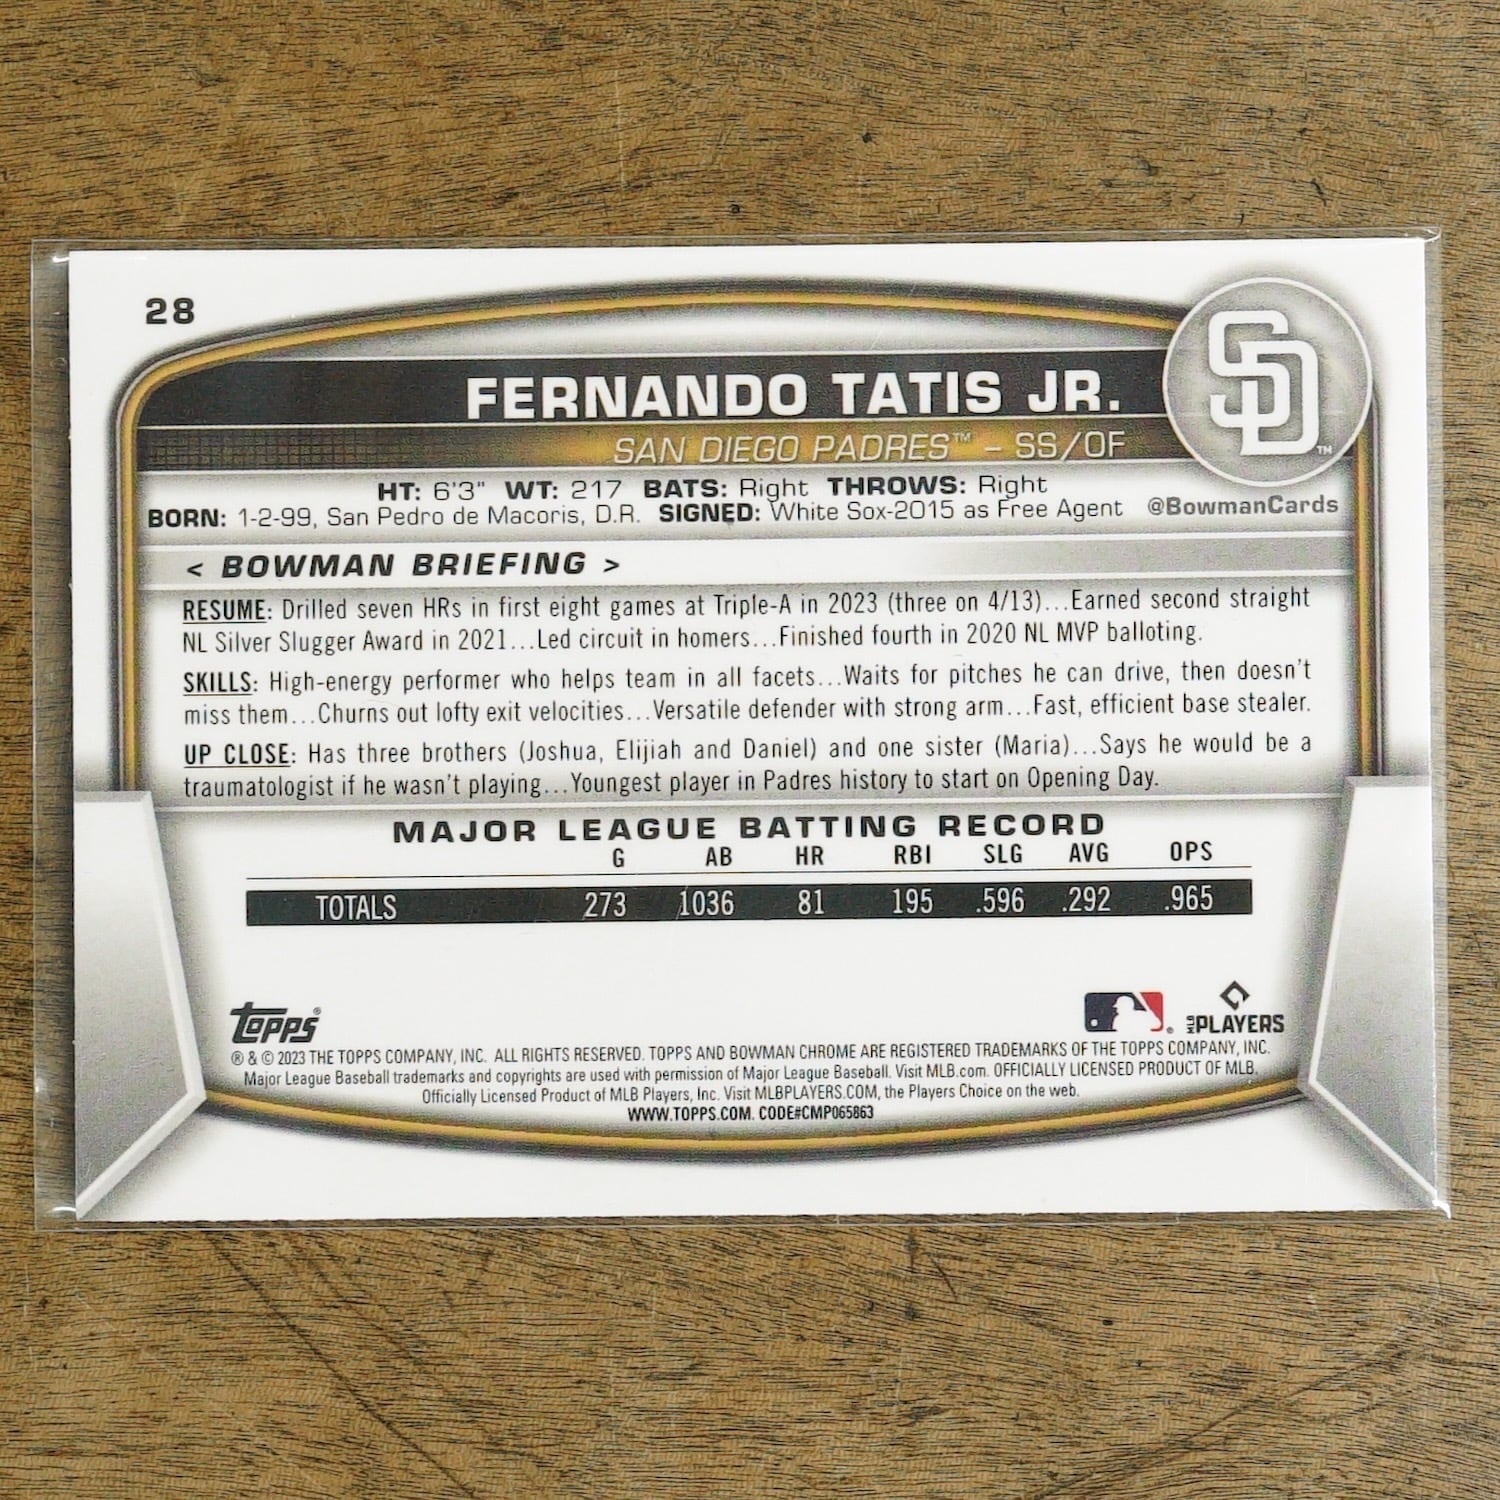 28
SD™
FERNANDO TATIS JR.
SAN DIEGO PADRES™ – SS/OF
HT: 6'3" WT: 217 BATS: Right THROWS: Right
BORN: 1-2-99, San Pedro de Macoris, D.R. SIGNED: White Sox-2015 as Free Agent @BowmanCards
< BOWMAN BRIEFING >
RESUME: Drilled seven HRs in first eight games at Triple-A in 2023 (three on 4/13)...Earned second straight
NL Silver Slugger Award in 2021...Led circuit in homers...Finished fourth in 2020 NL MVP balloting.
SKILLS: High-energy performer who helps team in all facets...Waits for pitches he can drive, then doesn't
miss them...Churns out lofty exit velocities...Versatile defender with strong arm...Fast, efficient base stealer.
UP CLOSE: Has three brothers (Joshua, Elijiah and Daniel) and one sister (Maria)...Says he would be a
traumatologist if he wasn't playing...Youngest player in Padres history to start on Opening Day.
MAJOR LEAGUE BATTING RECORD
G AB HR RBI SLG AVG OPS
TOTALS 273 1036 81 195 .596 .292 .965
topps® ® MLB PLAYERS
® & © 2023 THE TOPPS COMPANY, INC. ALL RIGHTS RESERVED. TOPPS AND BOWMAN CHROME ARE REGISTERED TRADEMARKS OF THE TOPPS COMPANY, INC.
Major League Baseball trademarks and copyrights are used with permission of Major League Baseball. Visit MLB.com. OFFICIALLY LICENSED PRODUCT OF MLB.
Officially Licensed Product of MLB Players, Inc. Visit MLBPLAYERS.COM, the Players Choice on the web.
WWW.TOPPS.COM. CODE#CMP065863